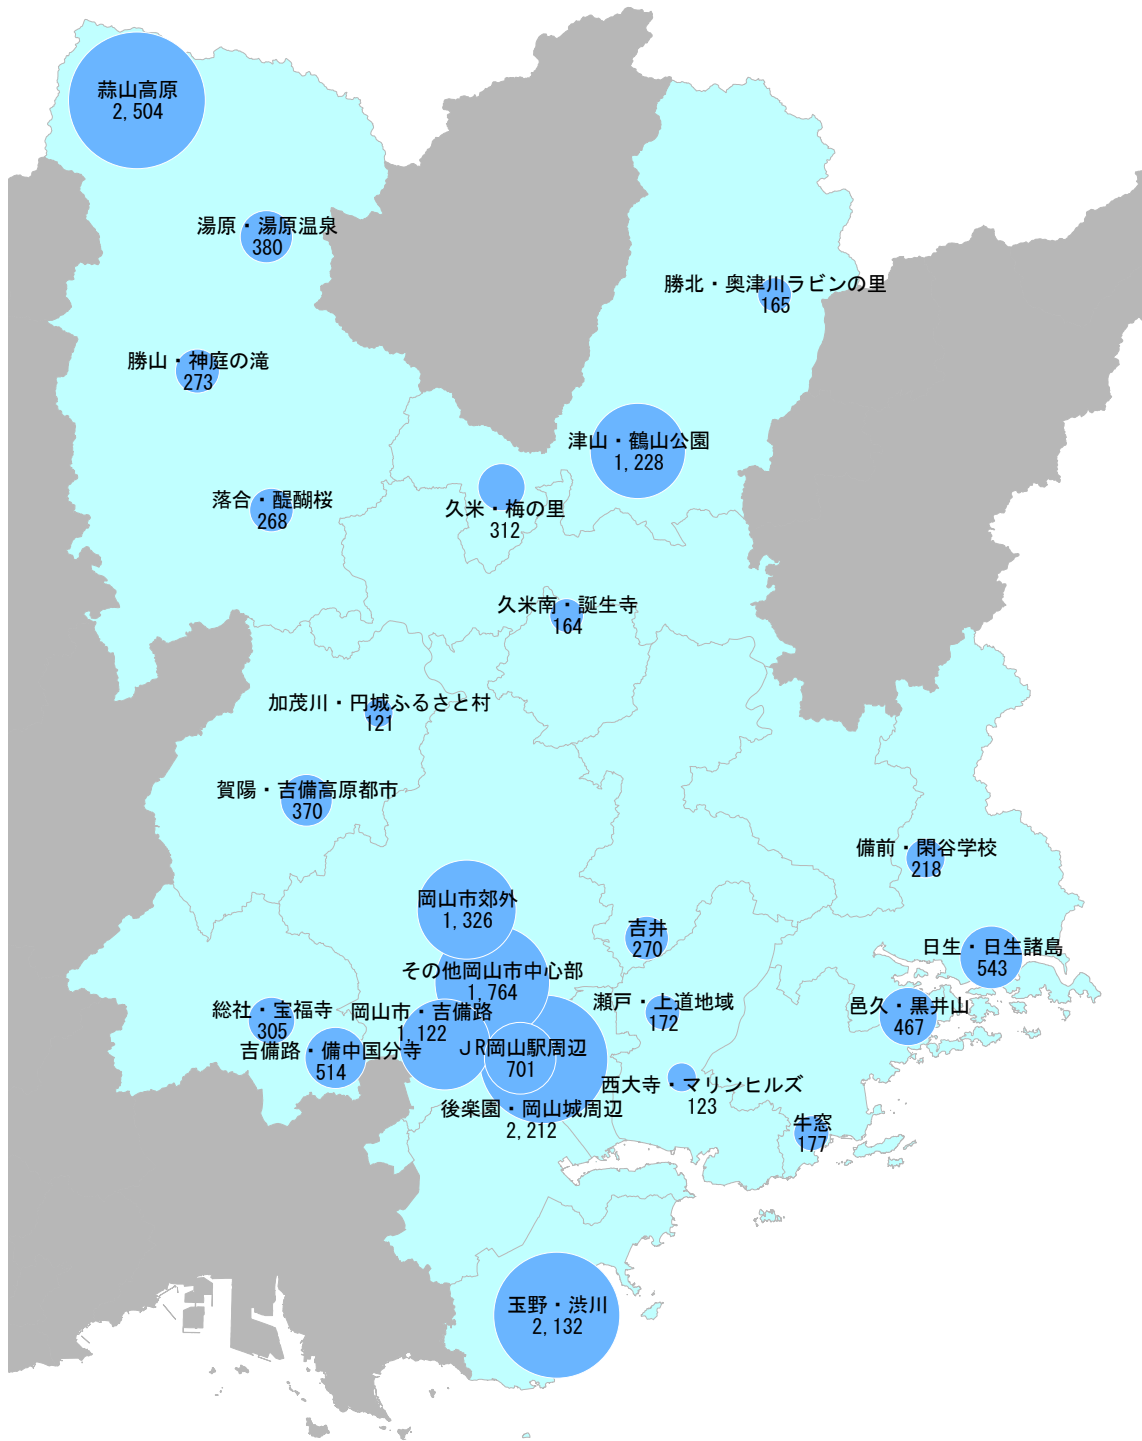 蒜山高原
2,504
湯原・湯原温泉
380
勝北・奥津川ラビンの里
165
勝山・神庭の滝
273
津山・鶴山公園
1,228
落合・醍醐桜
268
久米・梅の里
312
久米南・誕生寺
164
加茂川・円城ふるさと村
121
賀陽・吉備高原都市
370
備前・閑谷学校
218
岡山市郊外
1,326
吉井
270
日生・日生諸島
543
その他岡山市中心部
1,764
瀬戸・上道地域
172
邑久・黒井山
467
総社・宝福寺
305
岡山市・吉備路
1,122
吉備路・備中国分寺
514
JR岡山駅周辺
701
西大寺・マリンヒルズ
123
後楽園・岡山城周辺
2,212
牛窓
177
玉野・渋川
2,132